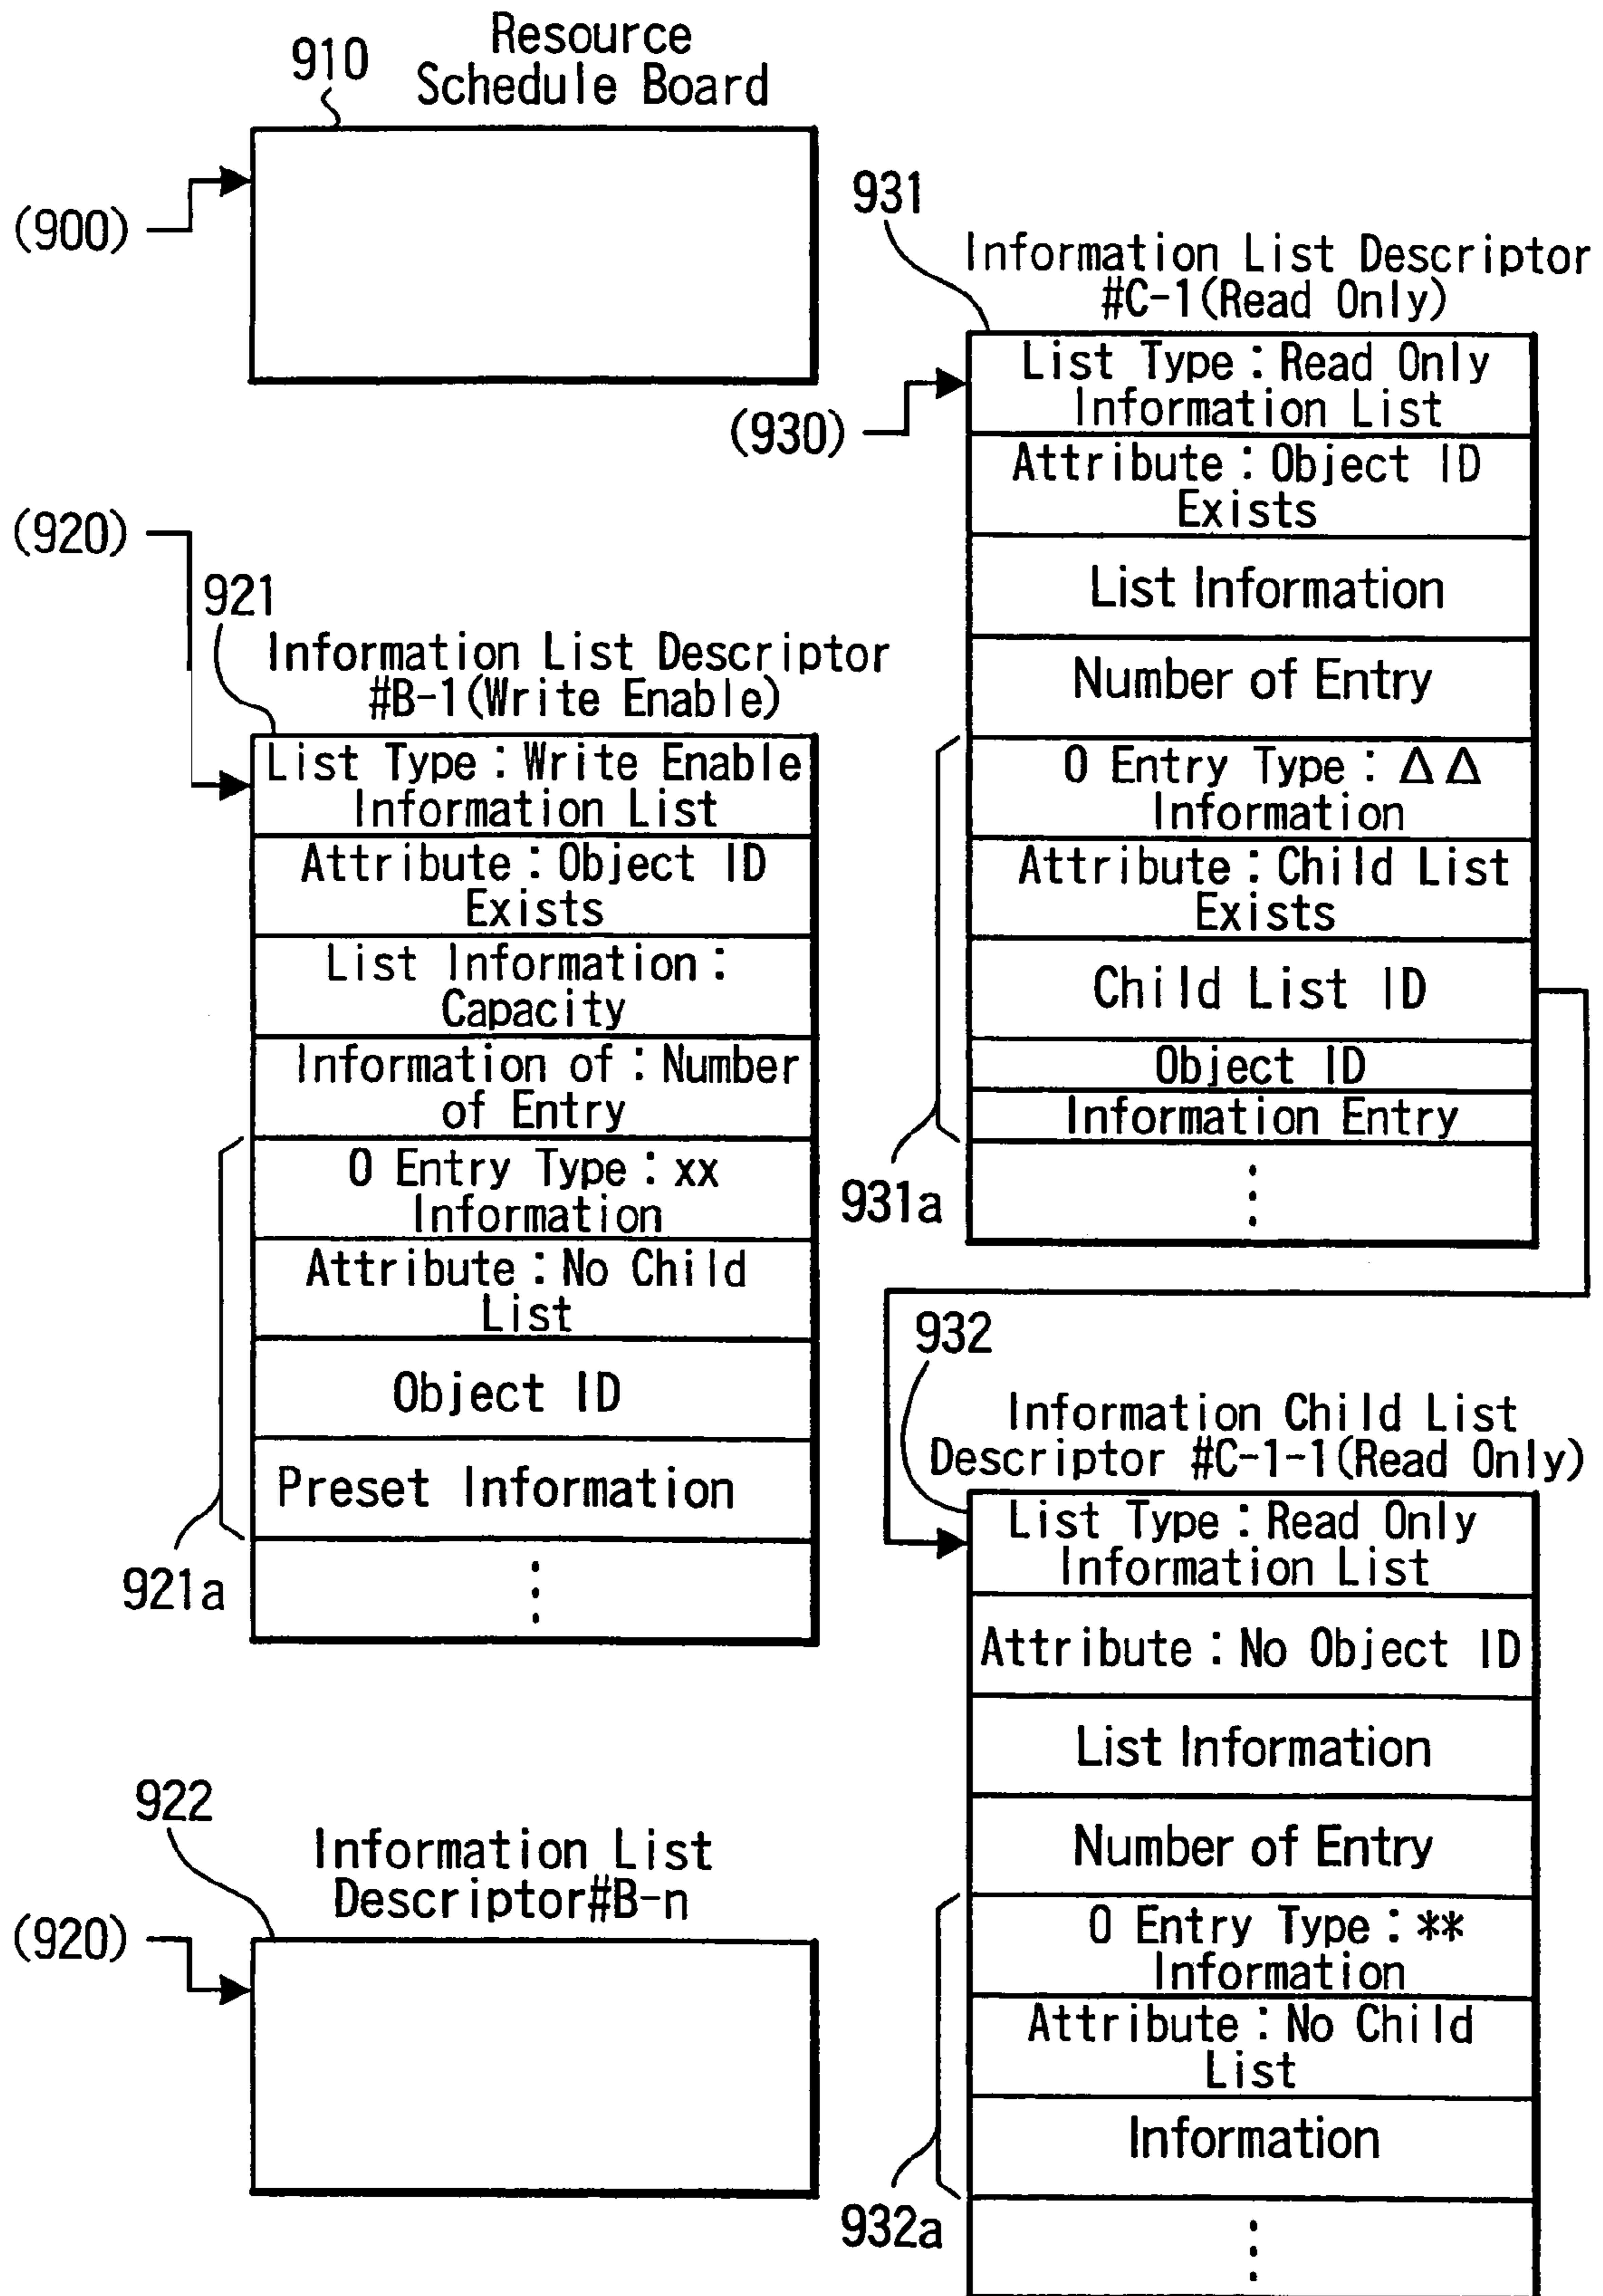 Resource
Schedule Board
910
(900)
(920)
921
Information List Descriptor
#B-1(Write Enable)
List Type:Write Enable
Information List
Attribute:Object ID
Exists
List Information:
Capacity
Information of:Number
of Entry
0 Entry Type:xx
Information
Attribute:No Child
List
Object ID
Preset Information
⋮
921a
922
Information List
Descriptor#B-n
(920)
931
Information List Descriptor
#C-1(Read Only)
(930)
List Type:Read Only
Information List
Attribute:Object ID
Exists
List Information
Number of Entry
0 Entry Type:ΔΔ
Information
Attribute:Child List
Exists
Child List ID
Object ID
Information Entry
⋮
931a
932
Information Child List
Descriptor #C-1-1(Read Only)
List Type:Read Only
Information List
Attribute:No Object ID
List Information
Number of Entry
0 Entry Type:**
Information
Attribute:No Child
List
Information
⋮
932a